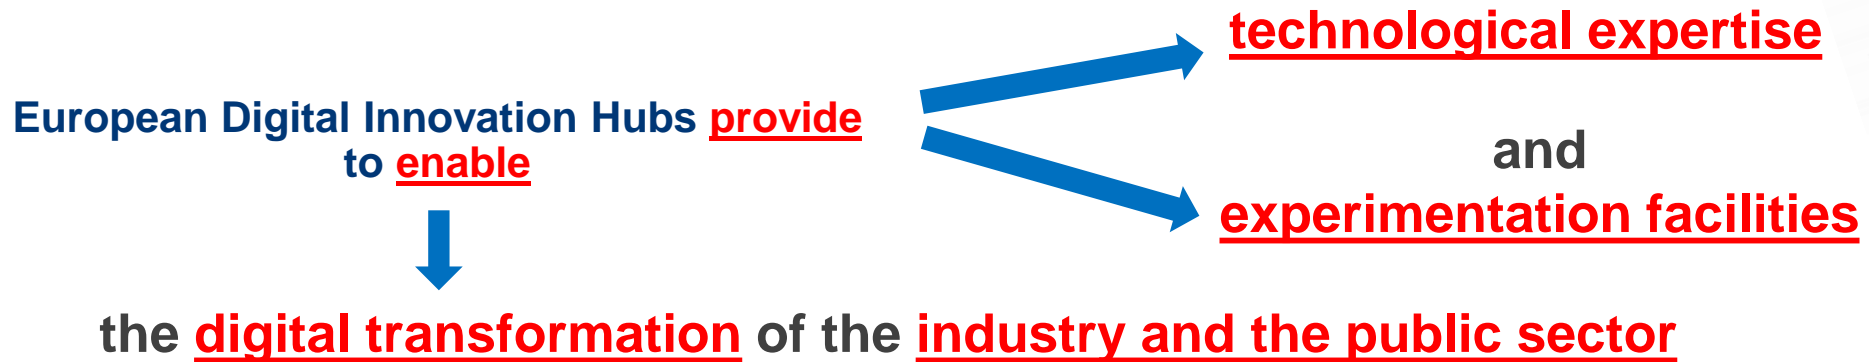 technological expertise
European Digital Innovation Hubs provide
to enable
and
experimentation facilities
the digital transformation of the industry and the public sector